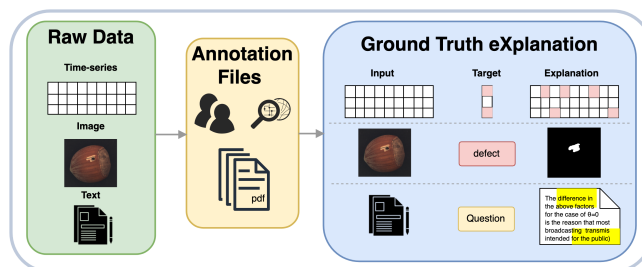 Raw Data
Time-series
Image
Text
Annotation
Files
pdf
Ground Truth eXplanation
Input
Target
Explanation
defect
Question
The difference in
the above factors
for the case of θ=0
is the reason that most
broadcasting transmis
intended for the public)